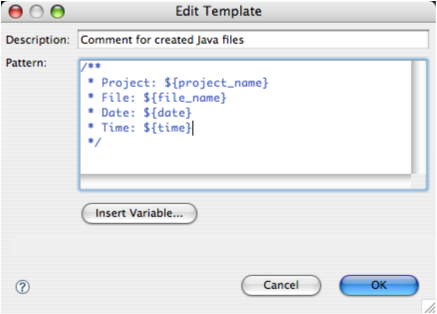 Edit Template
Description: Comment for created Java files
Pattern:
/**
* Project: ${project_name}
* File: ${file_name}
* Date: ${date}
* Time: ${time}
*/
Insert Variable...
?
Cancel
OK